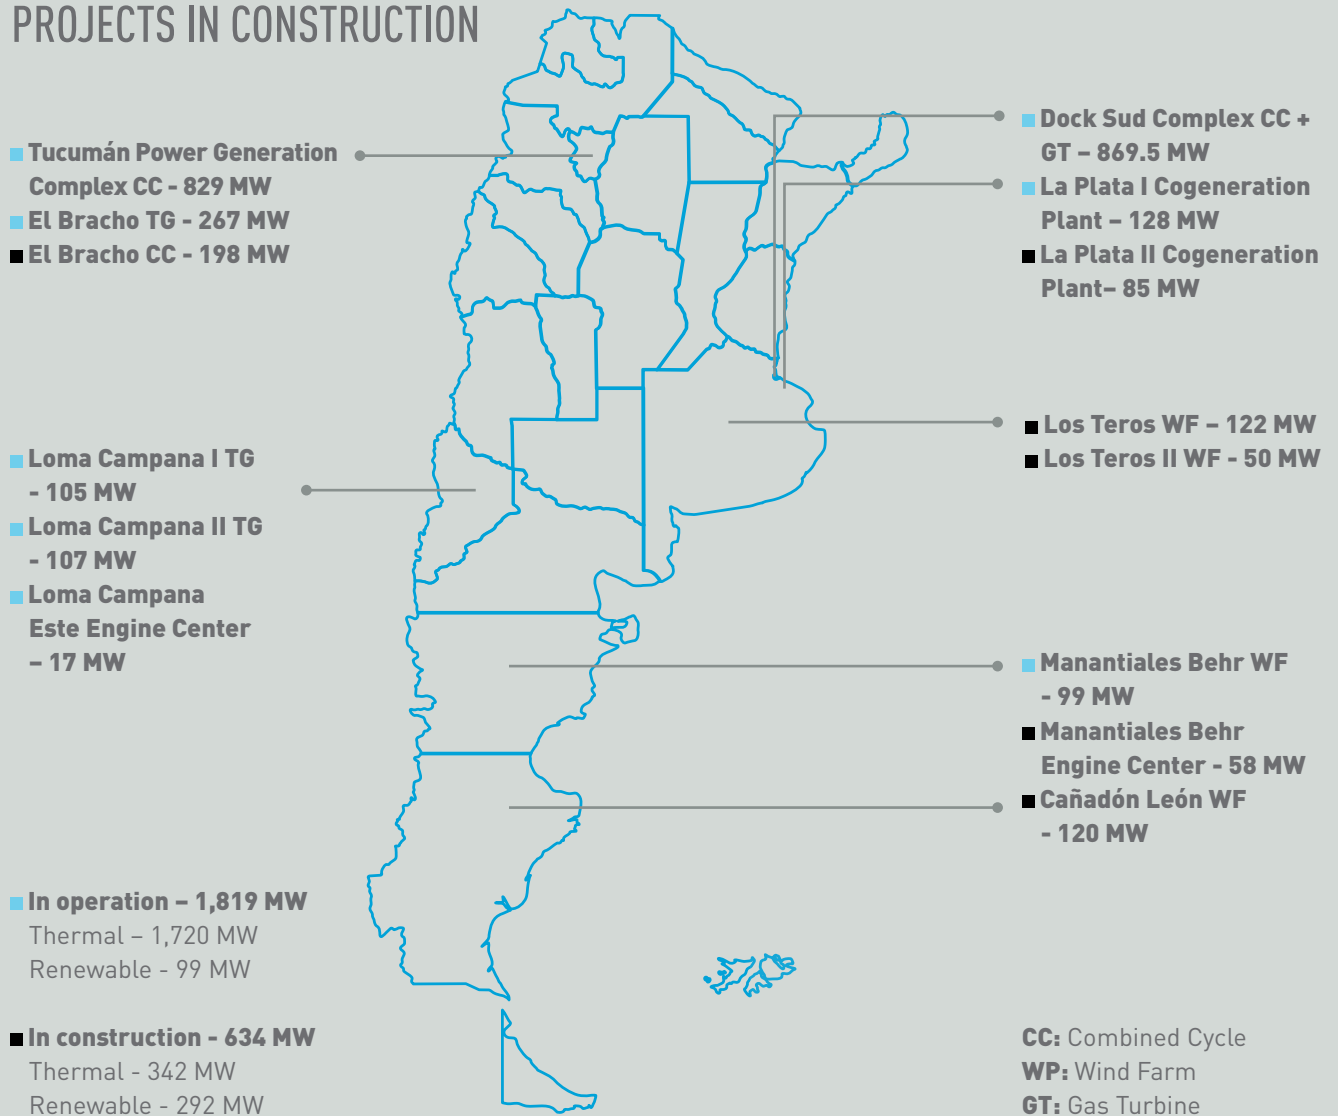 PROJECTS IN CONSTRUCTION
Tucumán Power Generation
Complex CC - 829 MW
El Bracho TG - 267 MW
El Bracho CC - 198 MW
Loma Campana I TG
- 105 MW
Loma Campana II TG
- 107 MW
Loma Campana
Este Engine Center
– 17 MW
In operation – 1,819 MW
Thermal – 1,720 MW
Renewable - 99 MW
In construction - 634 MW
Thermal - 342 MW
Renewable - 292 MW
Dock Sud Complex CC +
GT – 869.5 MW
La Plata I Cogeneration
Plant – 128 MW
La Plata II Cogeneration
Plant– 85 MW
Los Teros WF – 122 MW
Los Teros II WF - 50 MW
Manantiales Behr WF
- 99 MW
Manantiales Behr
Engine Center - 58 MW
Cañadón León WF
- 120 MW
CC: Combined Cycle
WP: Wind Farm
GT: Gas Turbine